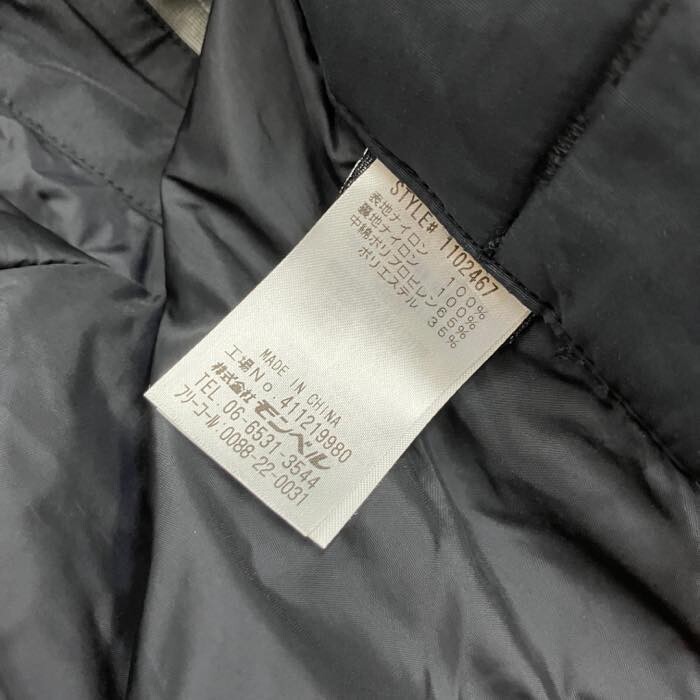 STYLE# 1102467
表地ナイロン 100%
裏地ナイロン 100%
中綿ポリプロピレン65%
ポリエステル 35%
MADE IN CHINA
工場No. 411219980
株式会社モンベル
TEL. 06-6531-3544
フリーコール. 0088-22-0031